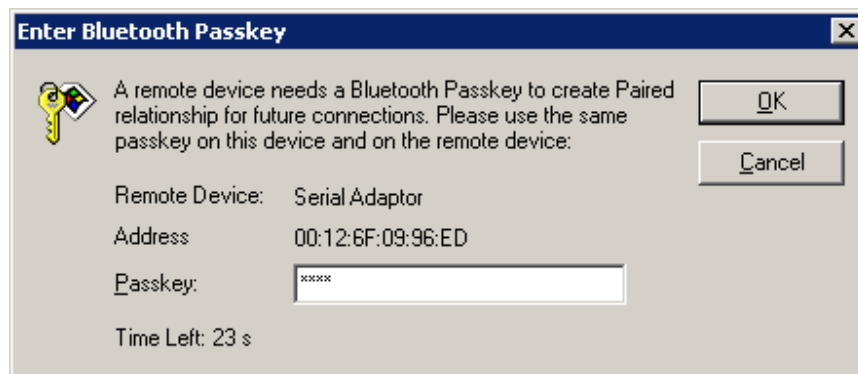 Enter Bluetooth Passkey
A remote device needs a Bluetooth Passkey to create Paired
relationship for future connections. Please use the same
passkey on this device and on the remote device:
OK
Cancel
Remote Device: Serial Adaptor
Address 00:12:6F:09:96:ED
Passkey: ****
Time Left: 23 s